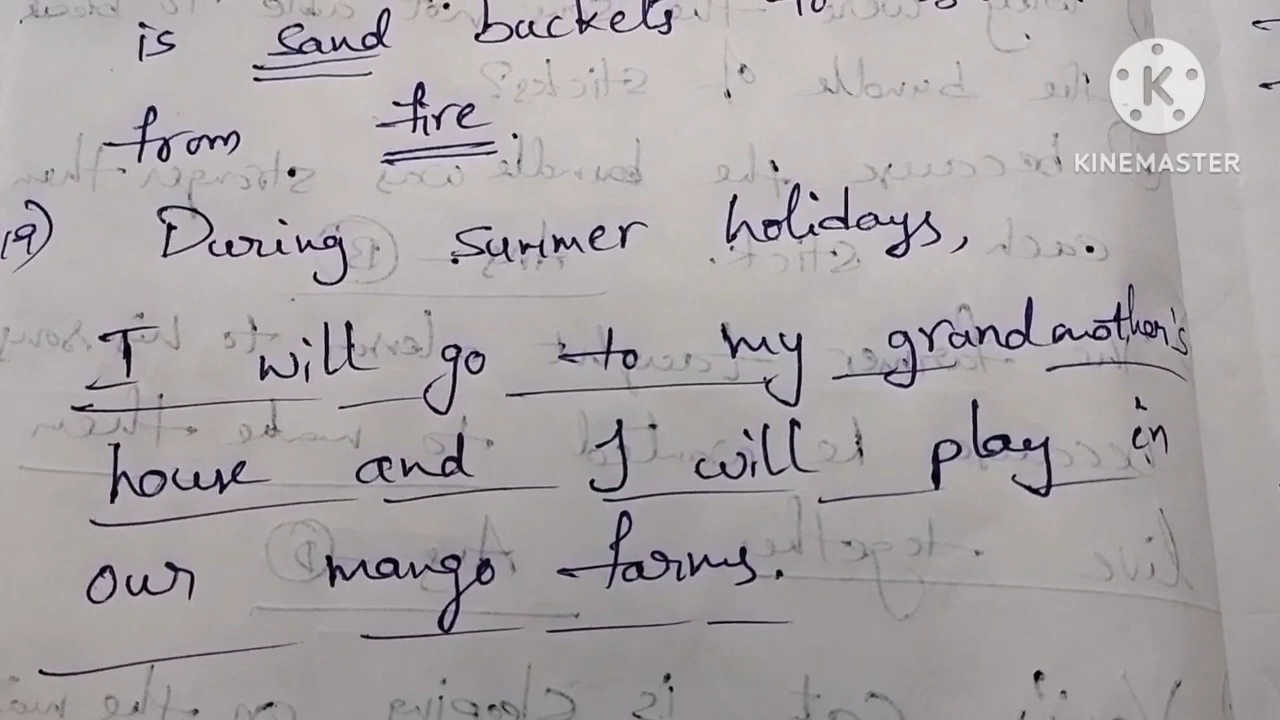 is sand buckets to
from fire
19) During summer holidays,
I will go to my grandmother's
house and I will play in
our mango farms.
K
KINEMASTER